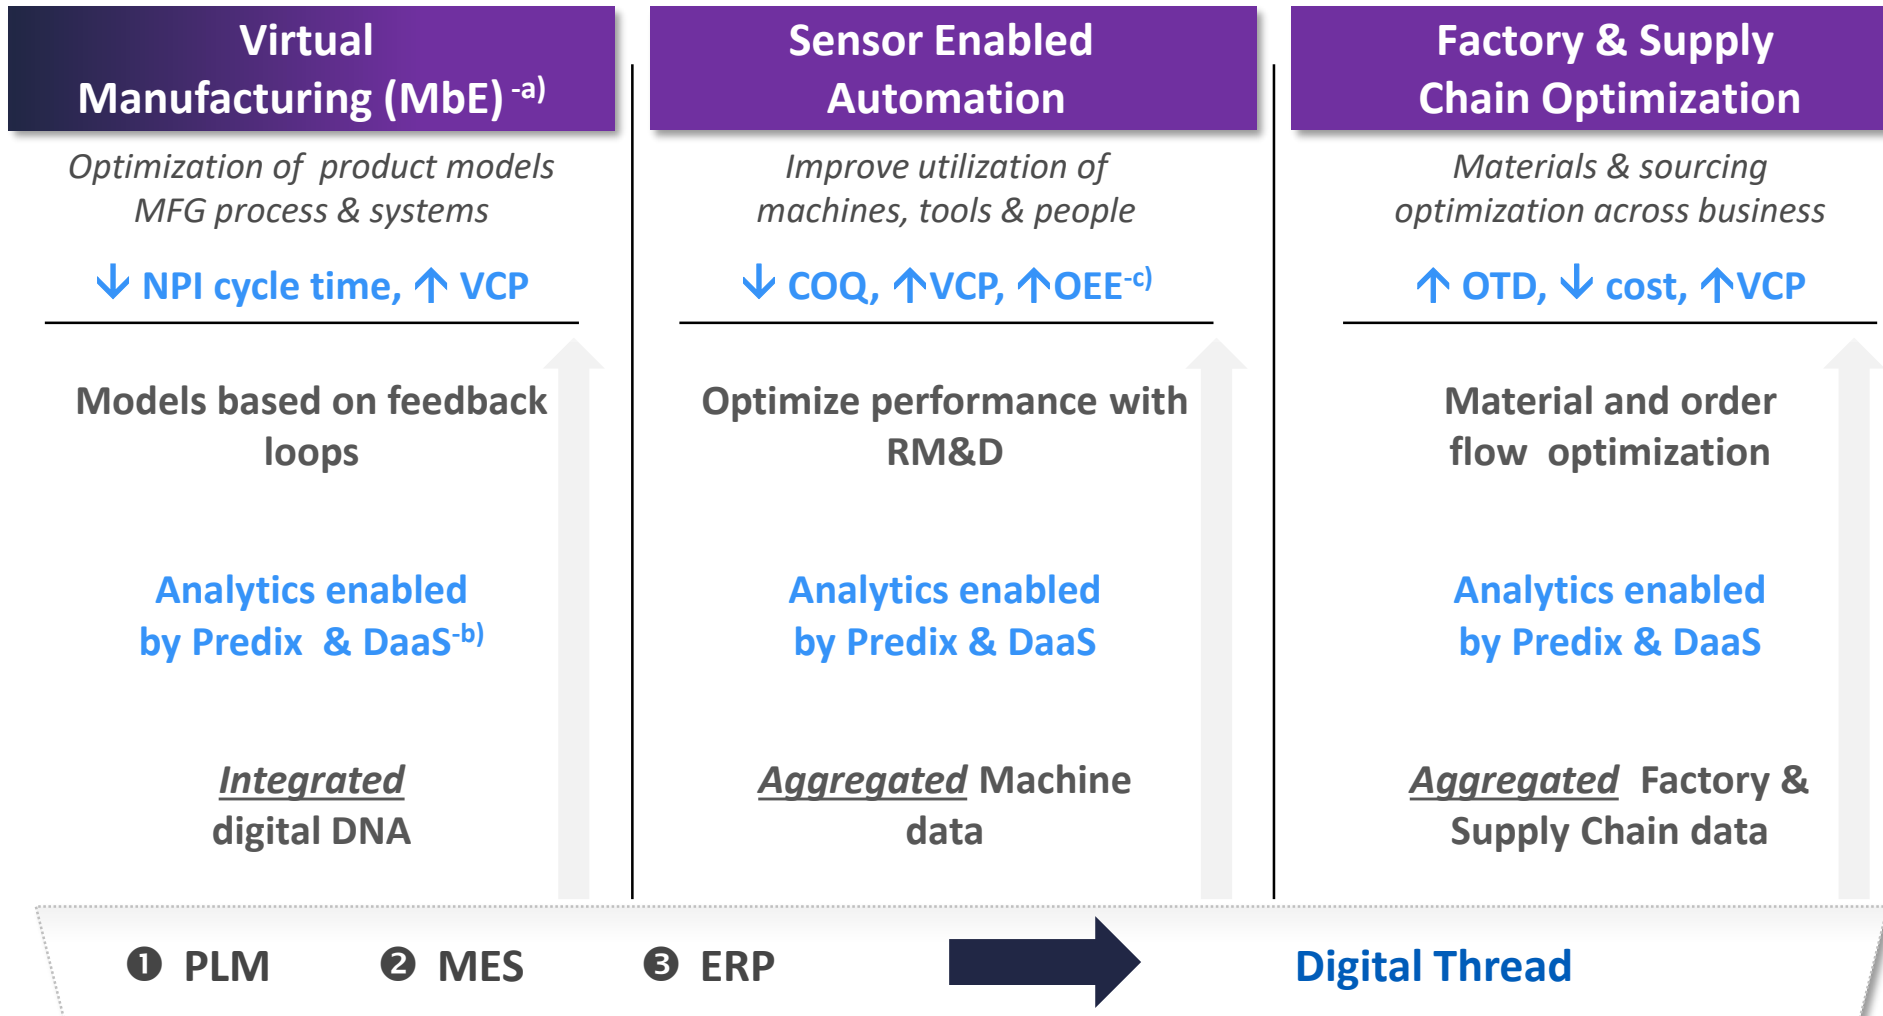 Virtual
Manufacturing (MbE) -a)
Optimization of product models
MFG process & systems
↓ NPI cycle time, ↑ VCP
Models based on feedback
loops
Analytics enabled
by Predix & DaaS-b)
Integrated
digital DNA
Sensor Enabled
Automation
Improve utilization of
machines, tools & people
↓ COQ, ↑VCP, ↑OEE-c)
Optimize performance with
RM&D
Analytics enabled
by Predix & DaaS
Aggregated Machine
data
Factory & Supply
Chain Optimization
Materials & sourcing
optimization across business
↑ OTD, ↓ cost, ↑VCP
Material and order
flow optimization
Analytics enabled
by Predix & DaaS
Aggregated Factory &
Supply Chain data
❶ PLM ❷ MES ❸ ERP Digital Thread